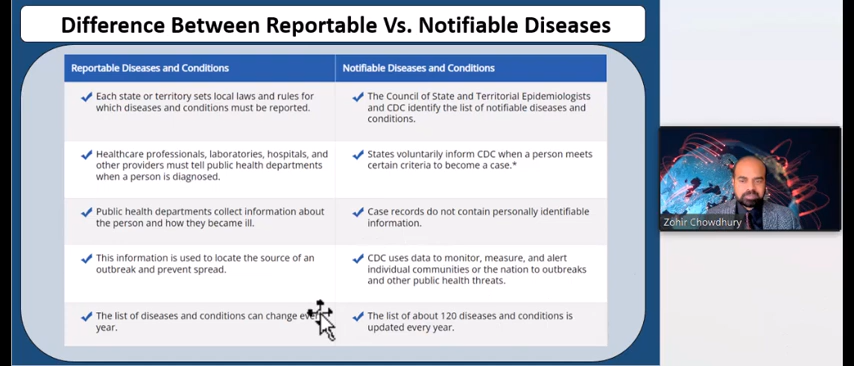 Difference Between Reportable Vs. Notifiable Diseases
Reportable Diseases and Conditions
Notifiable Diseases and Conditions
Each state or territory sets local laws and rules for
which diseases and conditions must be reported.
The Council of State and Territorial Epidemiologists
and CDC identify the list of notifiable diseases and
conditions.
Healthcare professionals, laboratories, hospitals, and
other providers must tell public health departments
when a person is diagnosed.
States voluntarily inform CDC when a person meets
certain criteria to become a case.*
Public health departments collect information about
the person and how they became ill.
Case records do not contain personally identifiable
information.
This information is used to locate the source of an
outbreak and prevent spread.
CDC uses data to monitor, measure, and alert
individual communities or the nation to outbreaks
and other public health threats.
The list of diseases and conditions can change every
year.
The list of about 120 diseases and conditions is
updated every year.
Zohir Chowdhury